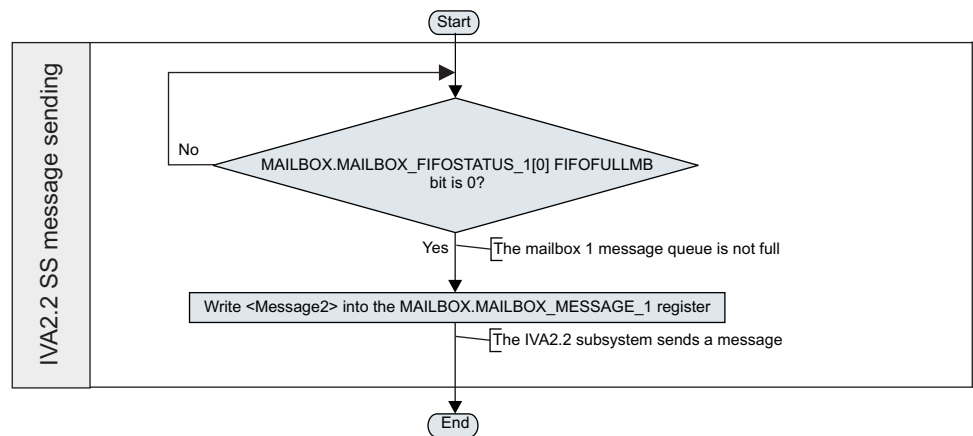 Start
IVA2.2 SS message sending
No
MAILBOX.MAILBOX_FIFOSTATUS_1[0] FIFOFULLMB
bit is 0?
Yes
The mailbox 1 message queue is not full
Write <Message2> into the MAILBOX.MAILBOX_MESSAGE_1 register
The IVA2.2 subsystem sends a message
End